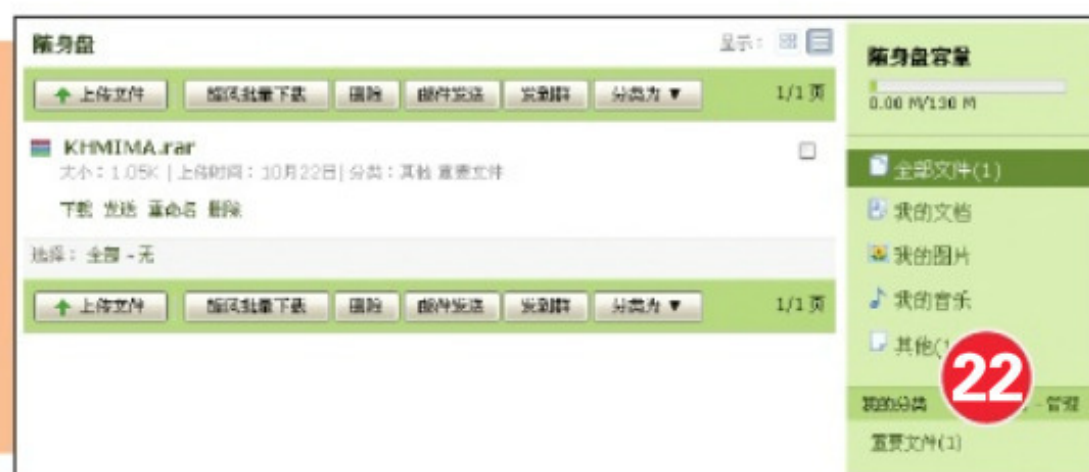 随身盘
显示：
上传文件 旋风批量下载 删除 邮件发送 发到群 分类为 ▼ 1/1 页
KHMIMA.rar
大小：1.05K | 上传时间：10月22日| 分类：其他 重要文件
下载 发送 重命名 删除
选择： 全部 - 无
上传文件 旋风批量下载 删除 邮件发送 发到群 分类为 ▼ 1/1 页
随身盘容量
0.00 M/130 M
全部文件(1)
我的文档
我的图片
我的音乐
其他(1
22
我的分类 - 管理
重要文件(1)